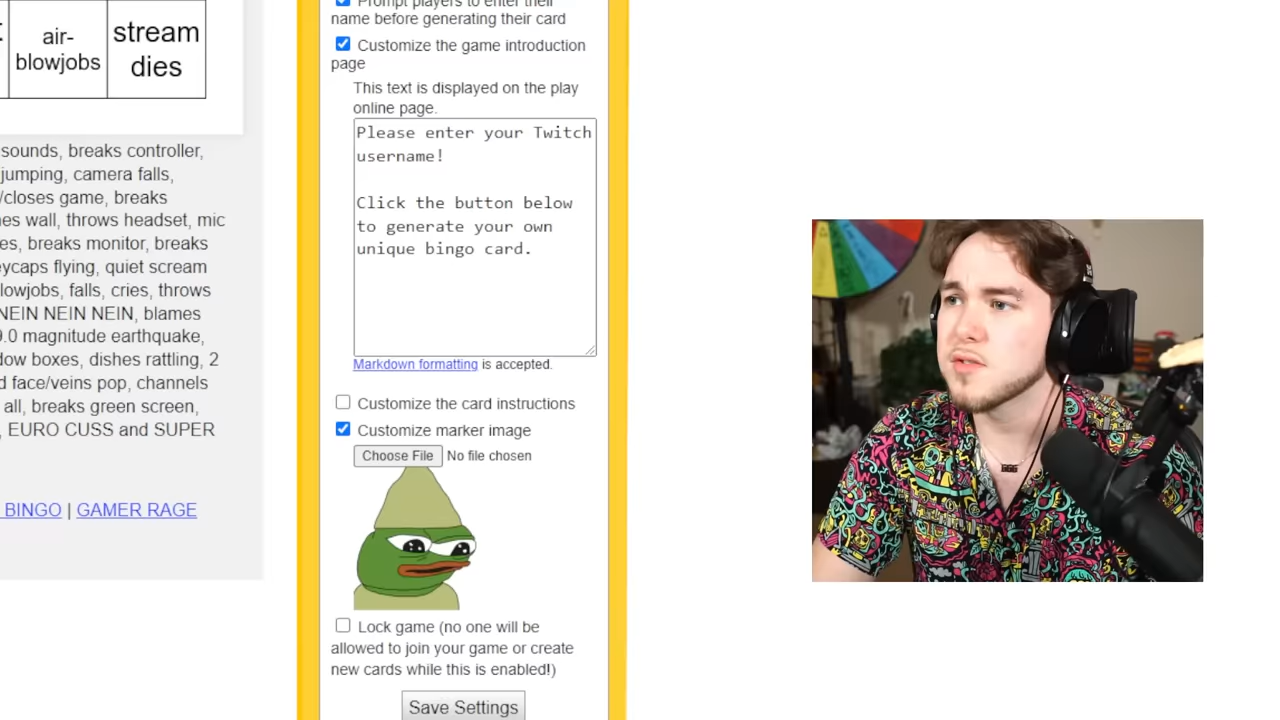 air-
blowjobs
stream
dies
sounds, breaks controller,
jumping, camera falls,
/closes game, breaks
wall, throws headset, mic
breaks monitor, breaks
flying, quiet scream
falls, cries, throws
NEIN NEIN NEIN, blames
magnitude earthquake,
boxes, dishes rattling, 2
face/veins pop, channels
all, breaks green screen,
, EURO CUSS and SUPER
BINGO | GAMER RAGE
Prompt players to enter their
name before generating their card
Customize the game introduction
page
This text is displayed on the play
online page.
Please enter your Twitch
username!
Click the button below
to generate your own
unique bingo card.
Markdown formatting is accepted.
Customize the card instructions
Customize marker image
Choose File No file chosen
Lock game (no one will be
allowed to join your game or create
new cards while this is enabled!)
Save Settings